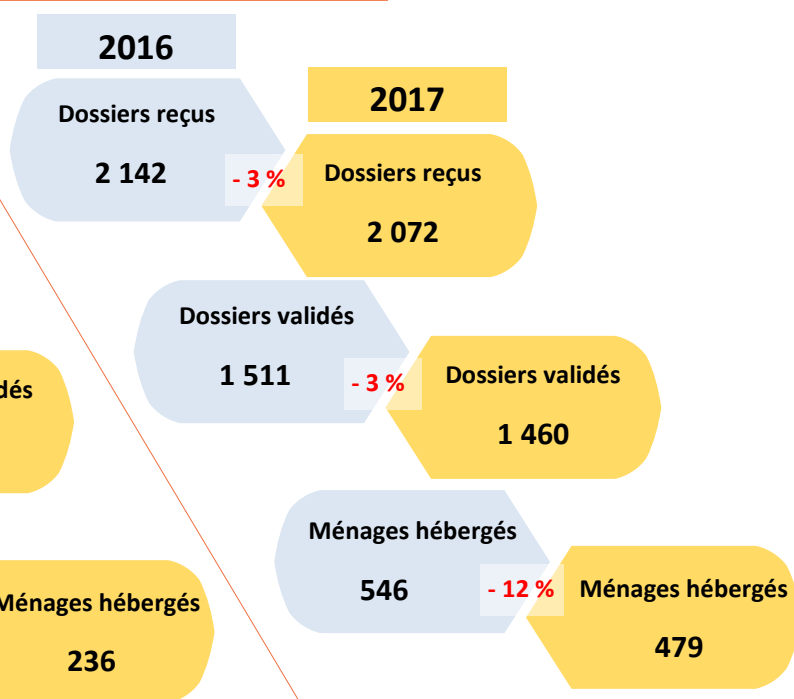 2016
Dossiers reçus
2 142
- 3 %
2017
Dossiers reçus
2 072
Dossiers validés
1 511
- 3 %
Dossiers validés
1 460
Ménages hébergés
546
- 12 %
Ménages hébergés
479
dés
Ménages hébergés
236